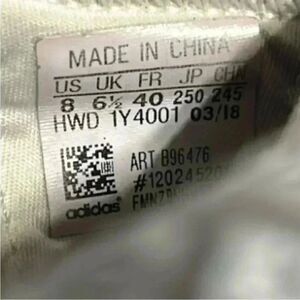 MADE IN CHINA
US UK FR JP CHN
8 6½ 40 250 245
HWD 1Y4001 03/18
ART B96476
adidas